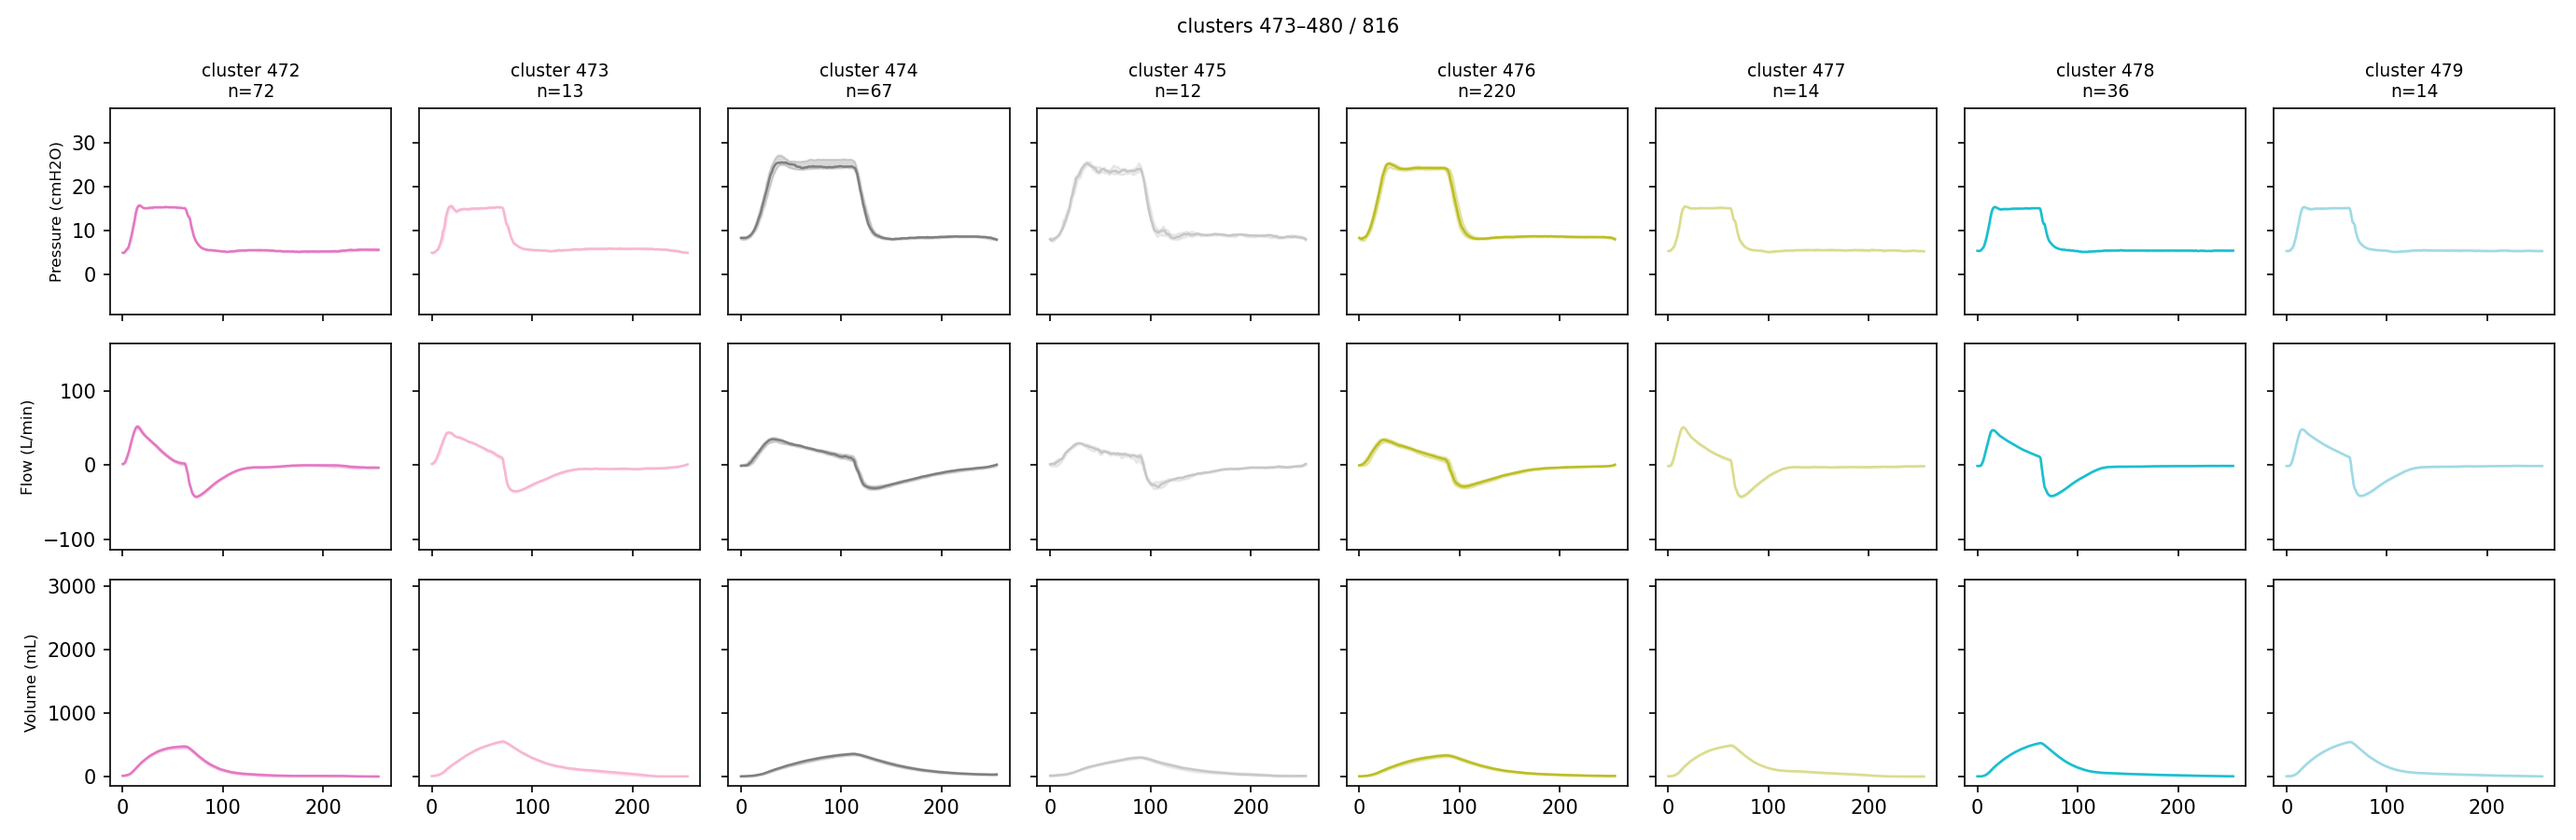 clusters 473–480 / 816
cluster 472
n=72
cluster 473
n=13
cluster 474
n=67
cluster 475
n=12
cluster 476
n=220
cluster 477
n=14
cluster 478
n=36
cluster 479
n=14
Pressure (cmH2O)
30
20
10
0
Flow (L/min)
100
0
−100
Volume (mL)
3000
2000
1000
0
0 100 200
0 100 200
0 100 200
0 100 200
0 100 200
0 100 200
0 100 200
0 100 200